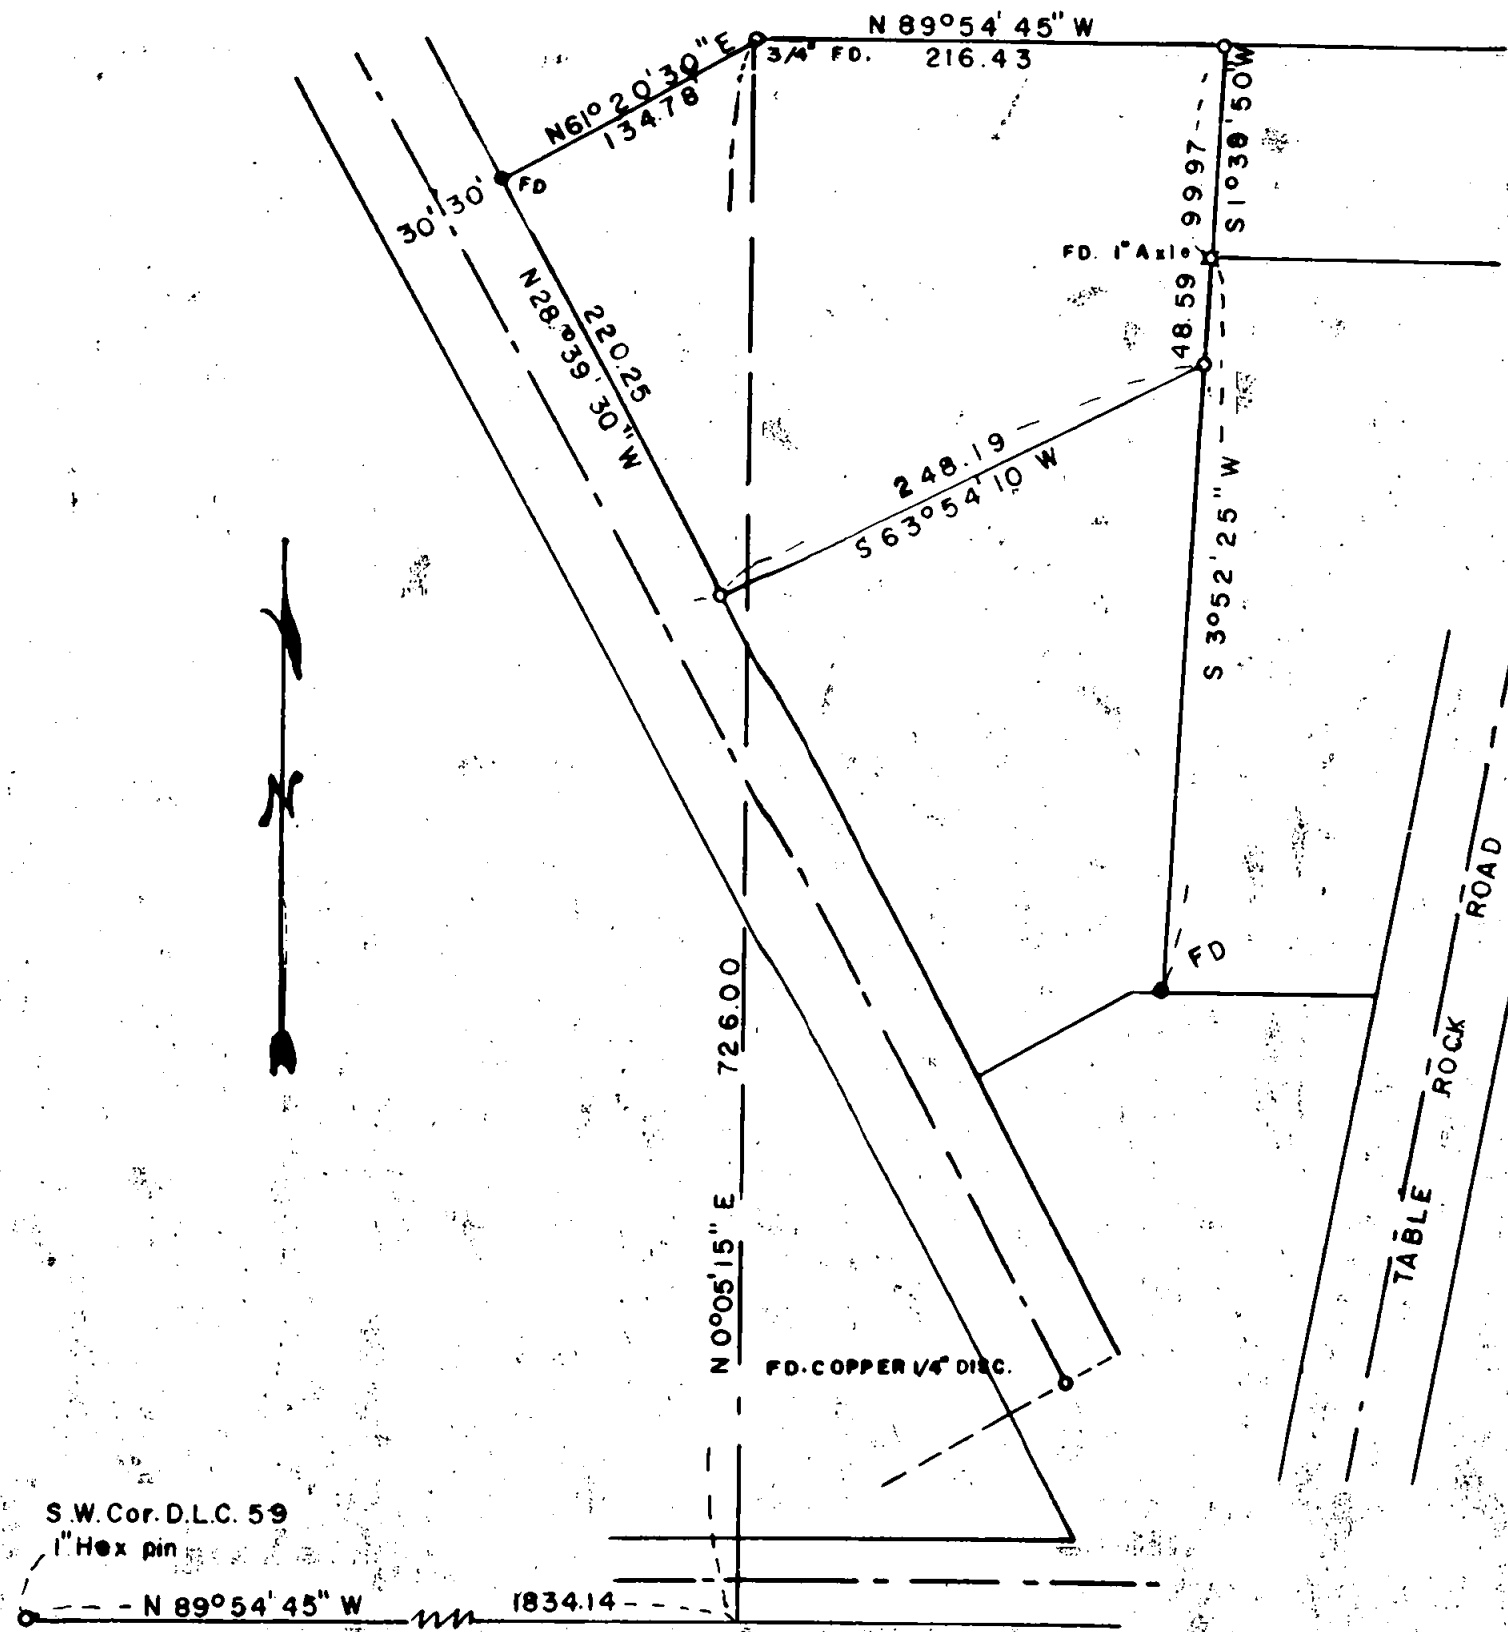 N 89°54'45" W
216.43
3/4" FD.
N61°20'30"E
134.78
FD
30' 30'
N28°39'30"W
220.25
99.97
S1°38'50"W
FD. 1" Axle
48.59
248.19
S63°54'10 W
S 3°52'25" W
FD
N
726.00
N 0°05'15" E
FD. COPPER 1/4" DISC.
TABLE ROCK ROAD
S.W. Cor. D.L.C. 59
1" Hex pin
N 89°54'45" W
1834.14